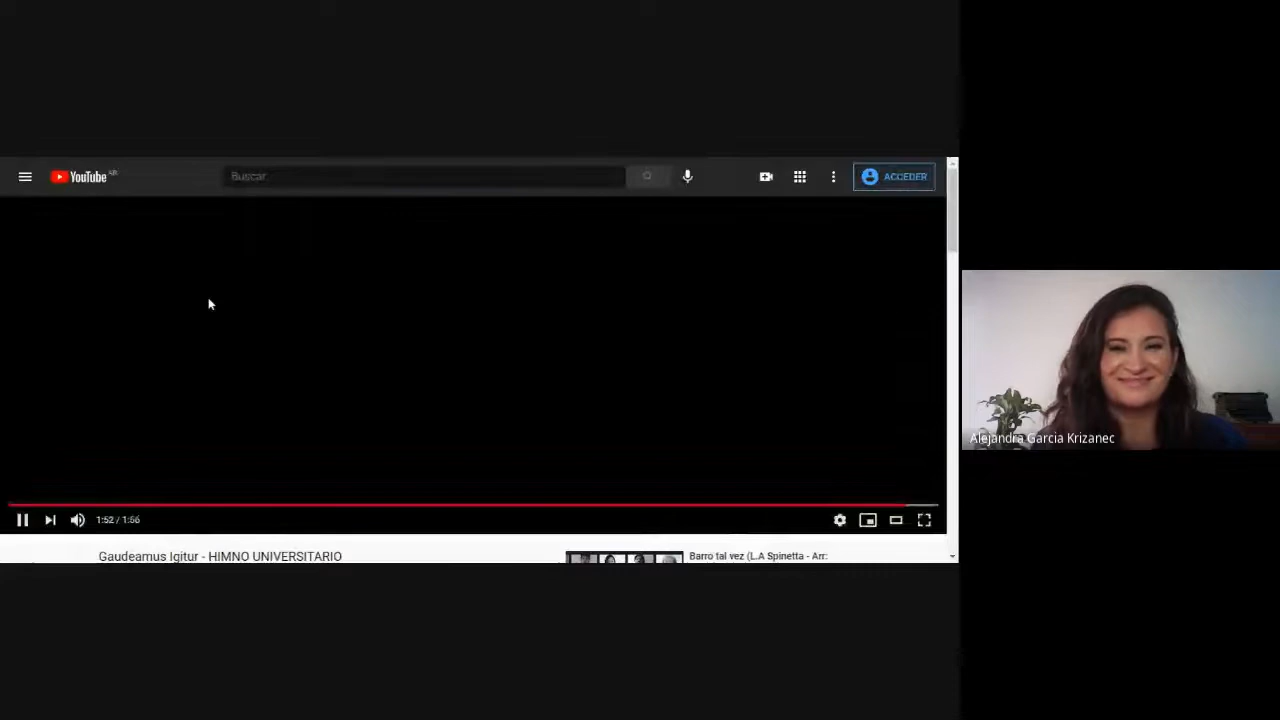 YouTube AR
Buscar
ACCEDER
Alejandra Garcia Krizanec
1:52 / 1:56
Gaudeamus Igitur - HIMNO UNIVERSITARIO
Barro tal vez (L.A Spinetta - Arr: